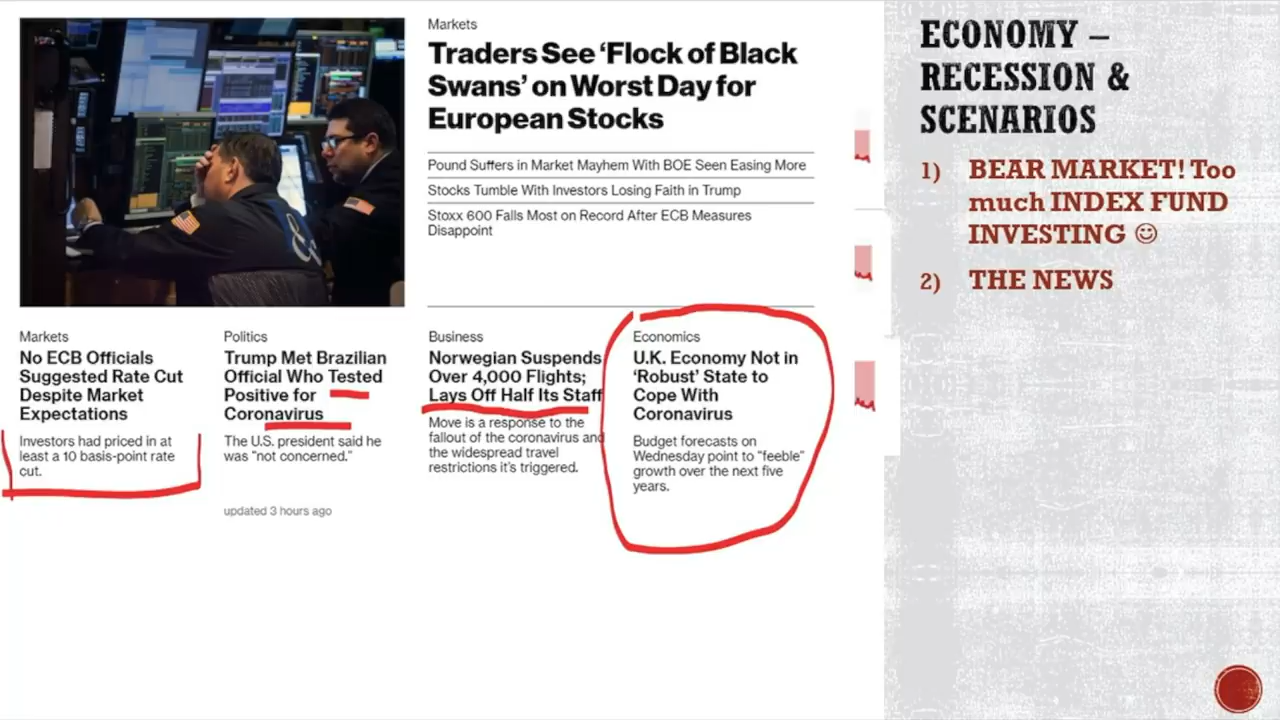 Markets
Traders See ‘Flock of Black
Swans’ on Worst Day for
European Stocks
Pound Suffers in Market Mayhem With BOE Seen Easing More
Stocks Tumble With Investors Losing Faith in Trump
Stoxx 600 Falls Most on Record After ECB Measures
Disappoint
Markets
No ECB Officials
Suggested Rate Cut
Despite Market
Expectations
Investors had priced in at
least a 10 basis-point rate
cut.
Politics
Trump Met Brazilian
Official Who Tested
Positive for
Coronavirus
The U.S. president said he
was "not concerned."
updated 3 hours ago
Business
Norwegian Suspends
Over 4,000 Flights;
Lays Off Half Its Staff
Move is a response to the
fallout of the coronavirus and
the widespread travel
restrictions it’s triggered.
Economics
U.K. Economy Not in
‘Robust’ State to
Cope With
Coronavirus
Budget forecasts on
Wednesday point to “feeble”
growth over the next five
years.
ECONOMY –
RECESSION &
SCENARIOS
1) BEAR MARKET! Too
much INDEX FUND
INVESTING ☺
2) THE NEWS